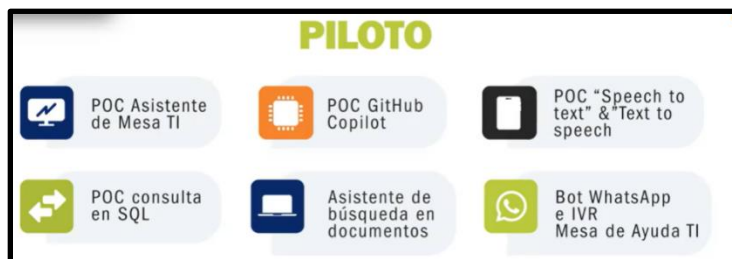 PILOTO
POC Asistente
de Mesa TI
POC GitHub
Copilot
POC “Speech to
text” &”Text to
speech
POC consulta
en SQL
Asistente de
búsqueda en
documentos
Bot WhatsApp
e IVR
Mesa de Ayuda TI